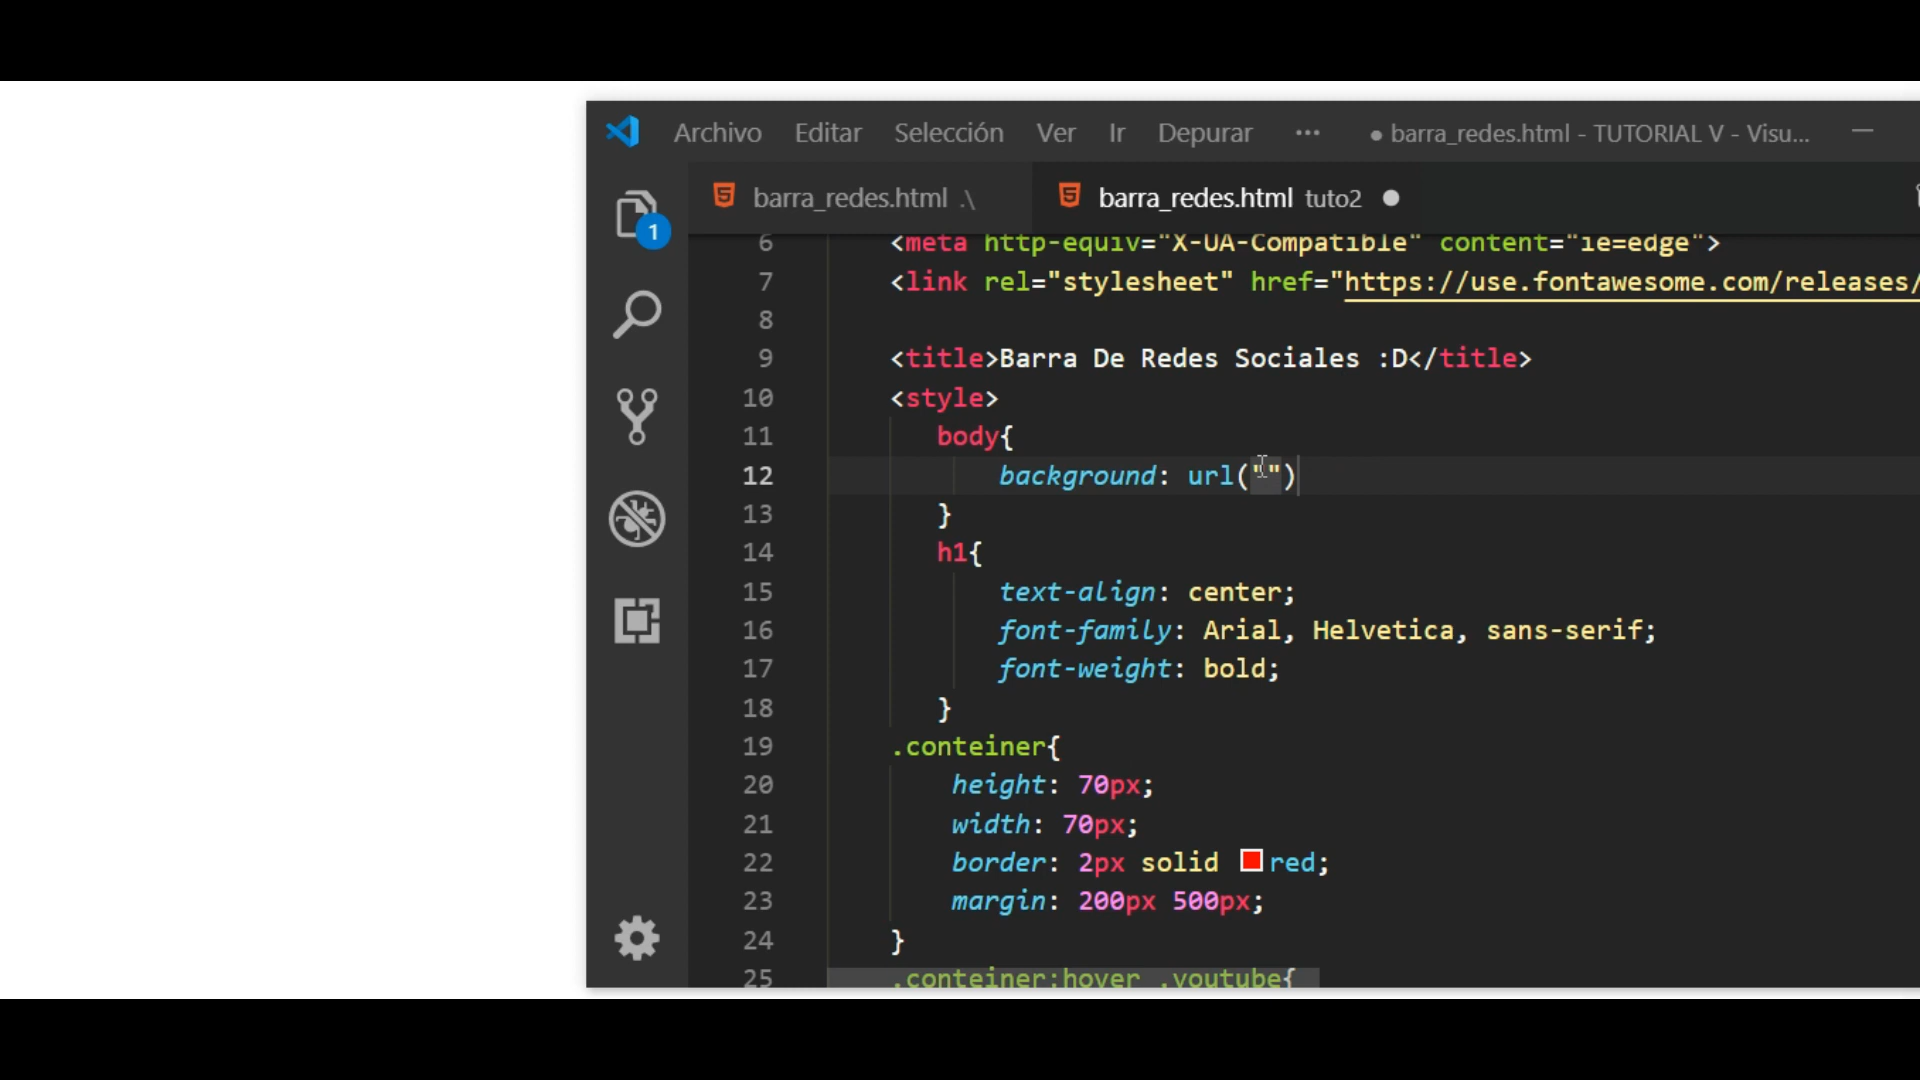 Archivo Editar Selección Ver Ir Depurar ··· ● barra_redes.html - TUTORIAL V - Visu...
barra_redes.html .\ barra_redes.html tuto2 ●
1
6 <meta http-equiv="X-UA-Compatible" content="ie=edge">
7 <link rel="stylesheet" href="https://use.fontawesome.com/releases/
8
9 <title>Barra De Redes Sociales :D</title>
10 <style>
11 body{
12 background: url("")
13 }
14 h1{
15 text-align: center;
16 font-family: Arial, Helvetica, sans-serif;
17 font-weight: bold;
18 }
19 .conteiner{
20 height: 70px;
21 width: 70px;
22 border: 2px solid red;
23 margin: 200px 500px;
24 }
25 .conteiner:hover .youtube{